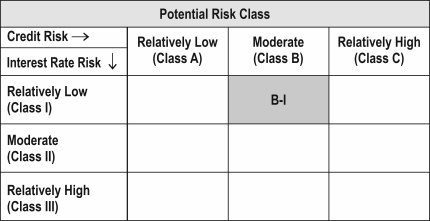 Potential Risk Class
Credit Risk →
Interest Rate Risk ↓
Relatively Low
(Class A)
Moderate
(Class B)
Relatively High
(Class C)
Relatively Low
(Class I)
B-I
Moderate
(Class II)
Relatively High
(Class III)